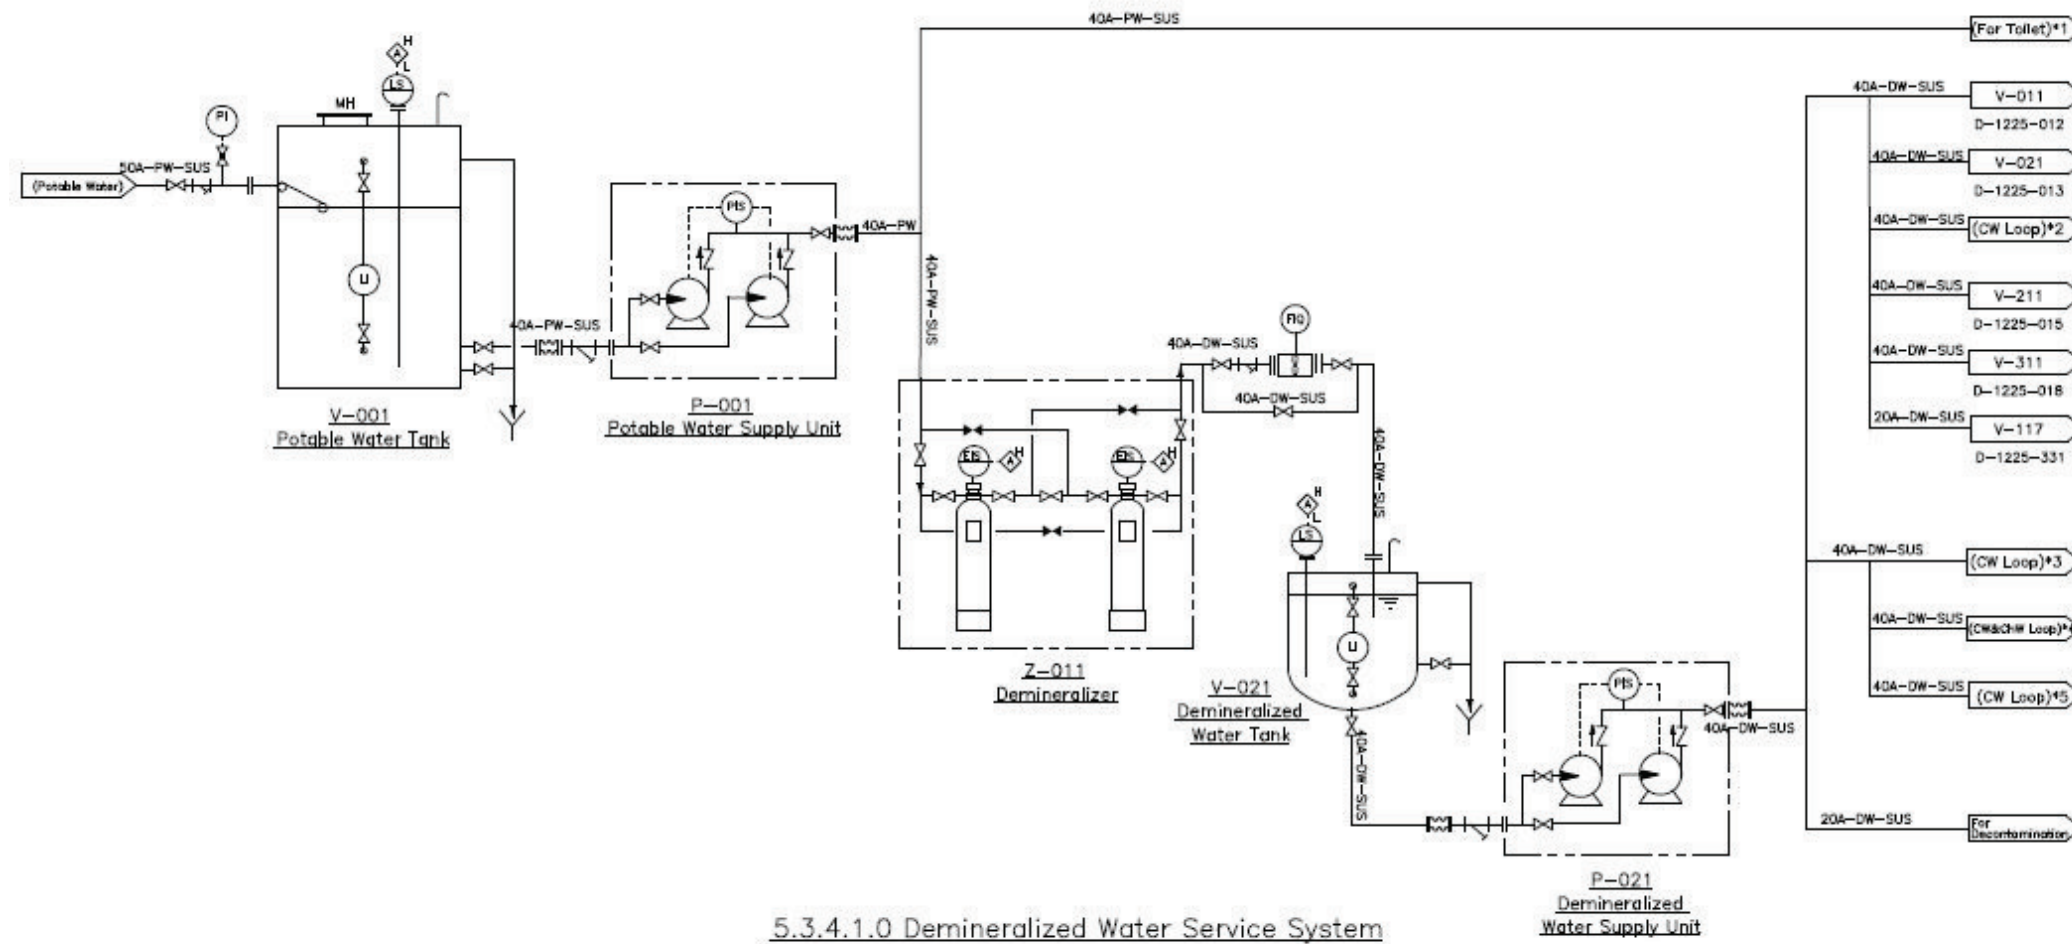 40A-PW-SUS
(For Toilet)*1
H
A
L
LS
MH
PI
50A-PW-SUS
(Potable Water)
LI
40A-PW-SUS
V-001
Potable Water Tank
PIS
40A-PW
P-001
Potable Water Supply Unit
40A-PW-SUS
EIS
A
H
EIS
A
H
Z-011
Demineralizer
40A-DW-SUS
FIQ
40A-DW-SUS
40A-DW-SUS
H
A
L
LS
LI
V-021
Demineralized
Water Tank
40A-DW-SUS
PIS
40A-DW-SUS
P-021
Demineralized
Water Supply Unit
40A-DW-SUS
V-011
D-1225-012
40A-DW-SUS
V-021
D-1225-013
40A-DW-SUS
(CW Loop)*2
40A-DW-SUS
V-211
D-1225-015
40A-DW-SUS
V-311
D-1225-018
20A-DW-SUS
V-117
D-1225-331
40A-DW-SUS
(CW Loop)*3
40A-DW-SUS
(CW&ChW Loop)*4
40A-DW-SUS
(CW Loop)*5
20A-DW-SUS
For
Decontamination
5.3.4.1.0 Demineralized Water Service System